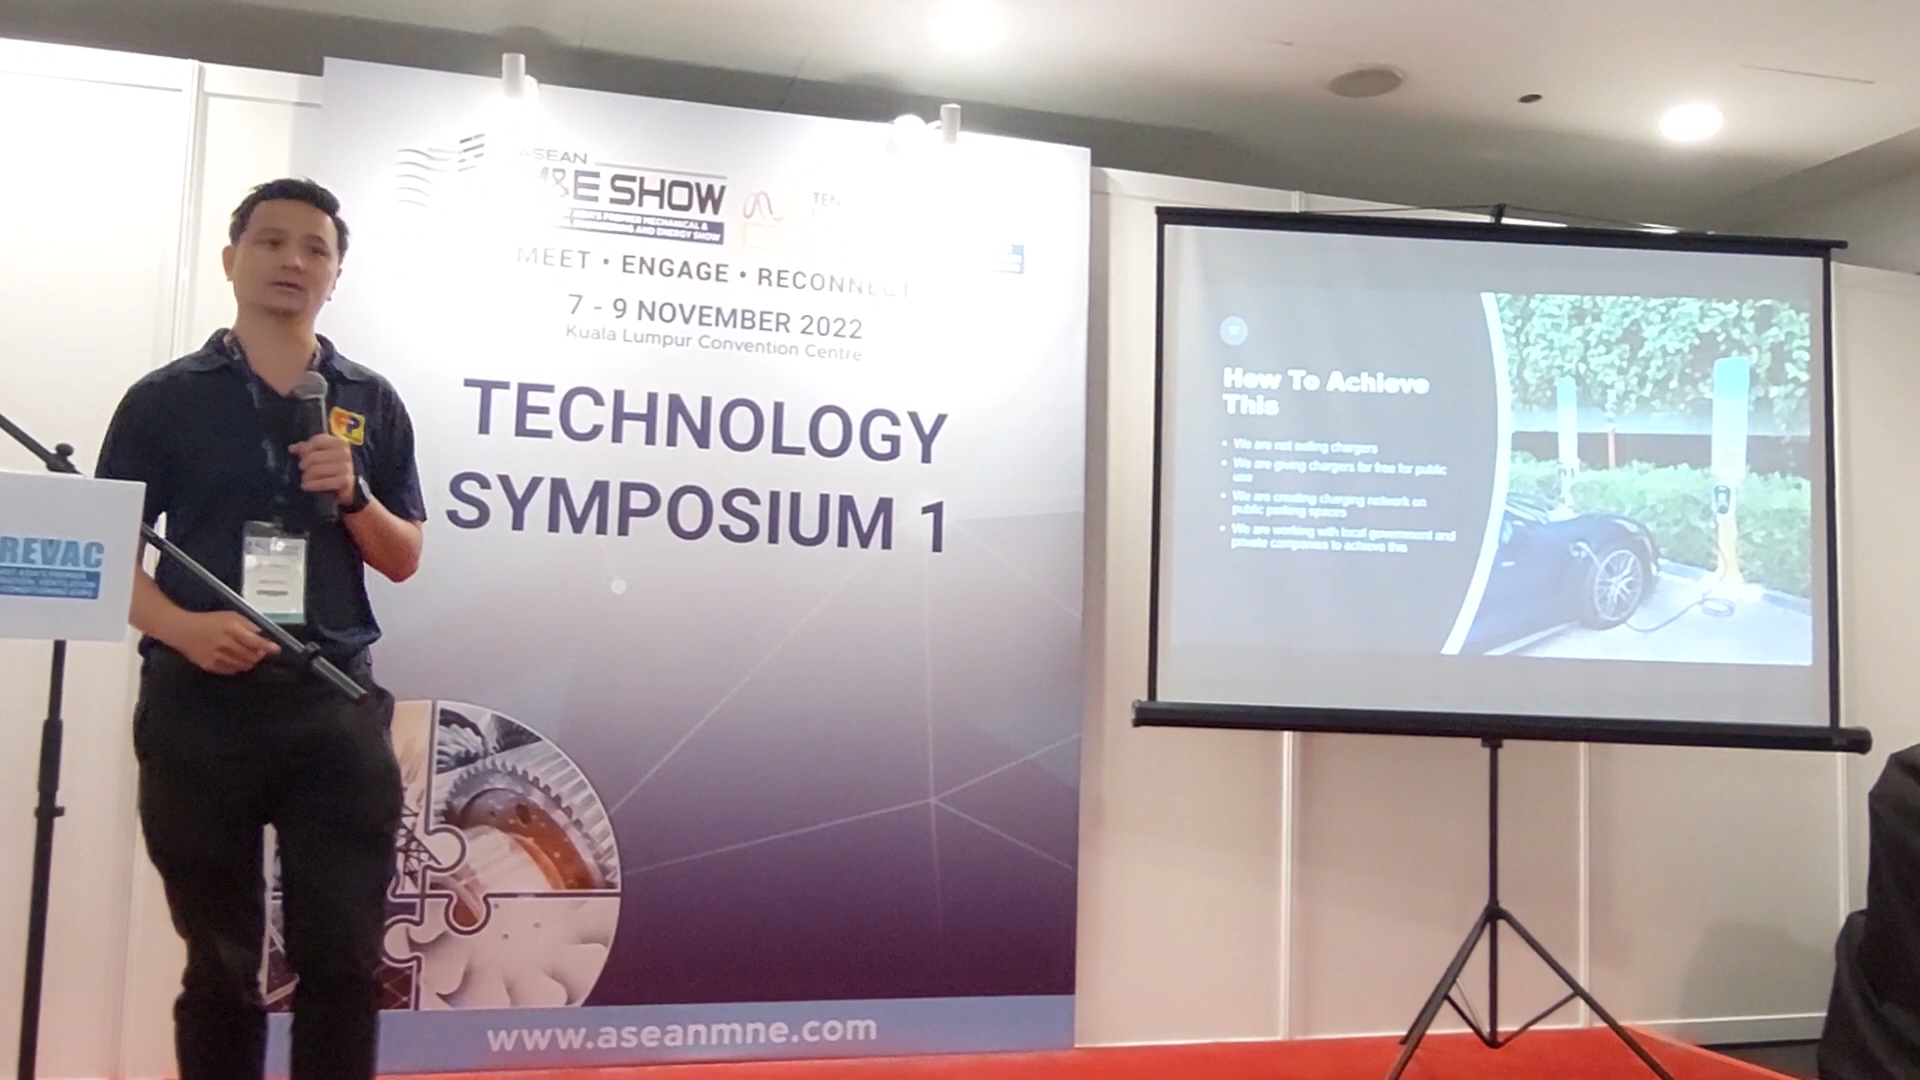 ASEAN
M&E SHOW
MEET • ENGAGE • RECONNECT
7 - 9 NOVEMBER 2022
Kuala Lumpur Convention Centre
TECHNOLOGY
SYMPOSIUM 1
www.aseanmne.com
REVAC
FP
How To Achieve
This
• We are not selling chargers
• We are giving chargers for free for public
use
• We are creating charging network on
public parking spaces
• We are working with local government and
private companies to achieve this